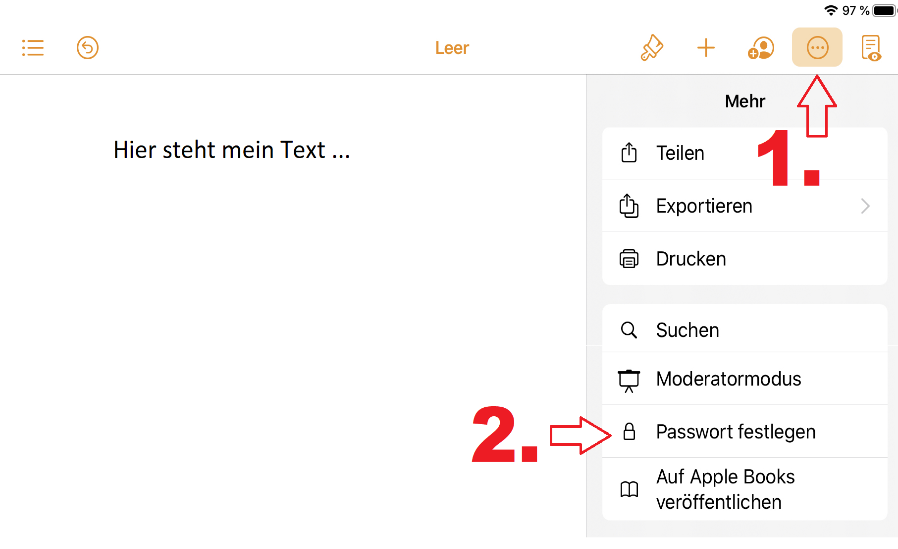 97 %
Leer
Mehr
Hier steht mein Text ...
1.
Teilen
Exportieren
Drucken
Suchen
Moderatormodus
2.
Passwort festlegen
Auf Apple Books
veröffentlichen